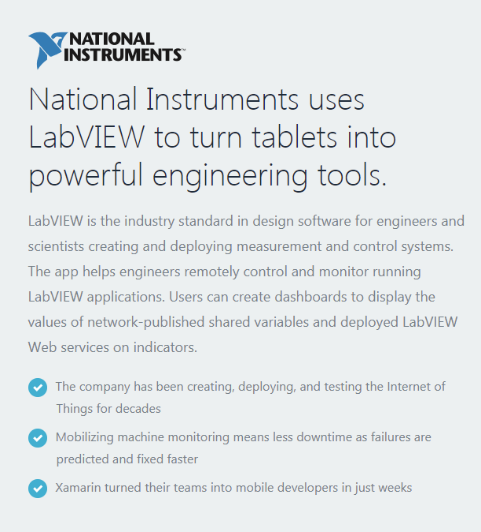 NATIONAL
INSTRUMENTS™
National Instruments uses
LabVIEW to turn tablets into
powerful engineering tools.
LabVIEW is the industry standard in design software for engineers and
scientists creating and deploying measurement and control systems.
The app helps engineers remotely control and monitor running
LabVIEW applications. Users can create dashboards to display the
values of network-published shared variables and deployed LabVIEW
Web services on indicators.
The company has been creating, deploying, and testing the Internet of
Things for decades
Mobilizing machine monitoring means less downtime as failures are
predicted and fixed faster
Xamarin turned their teams into mobile developers in just weeks